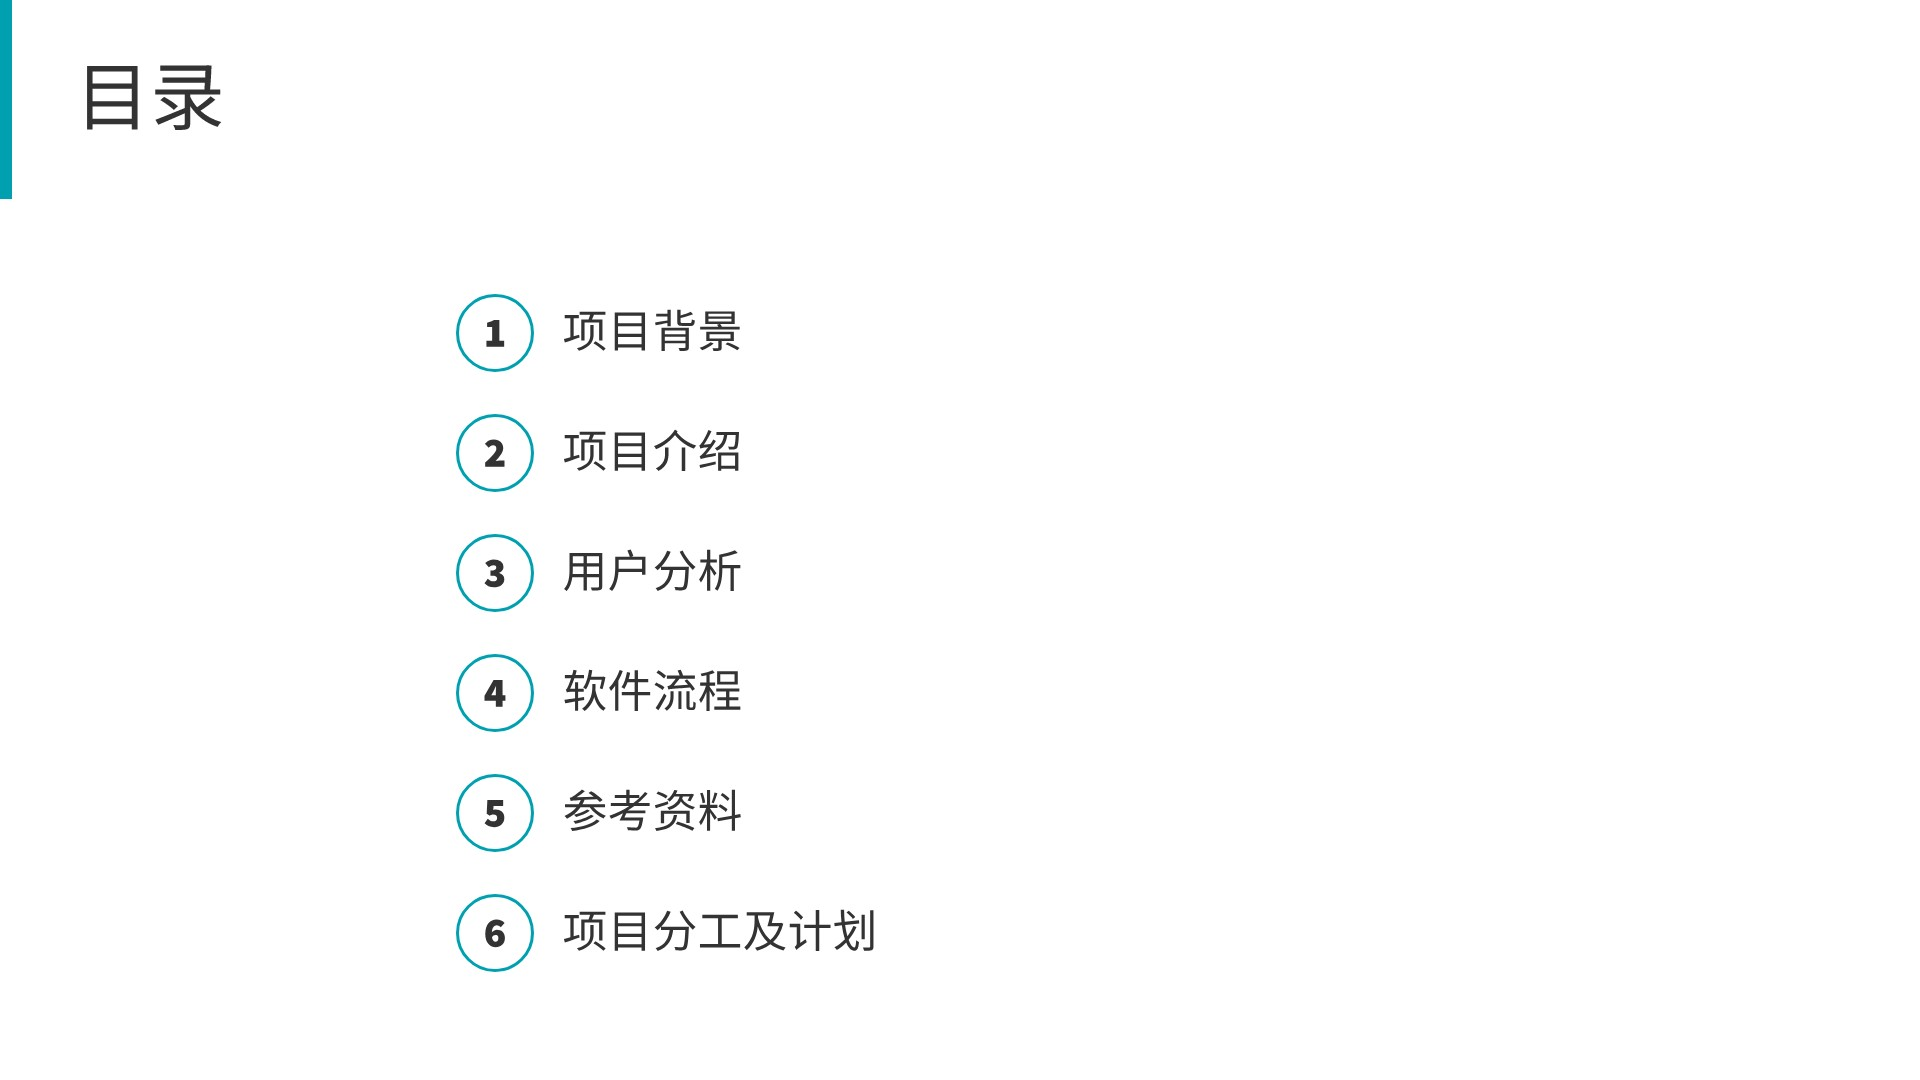 目录
1 项目背景
2 项目介绍
3 用户分析
4 软件流程
5 参考资料
6 项目分工及计划